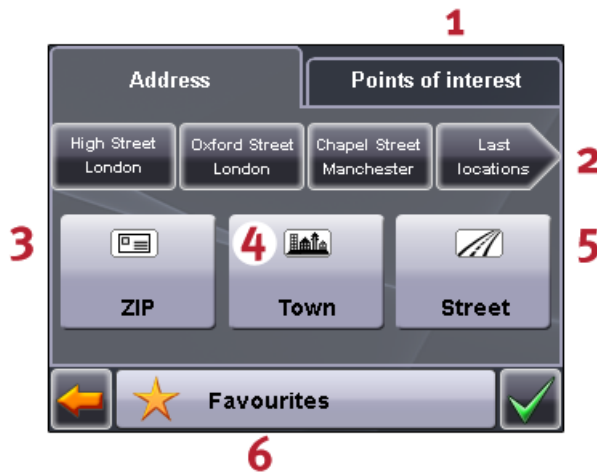 1
Address
Points of interest
High Street
London
Oxford Street
London
Chapel Street
Manchester
Last
locations
2
3
ZIP
4
Town
Street
5
Favourites
6